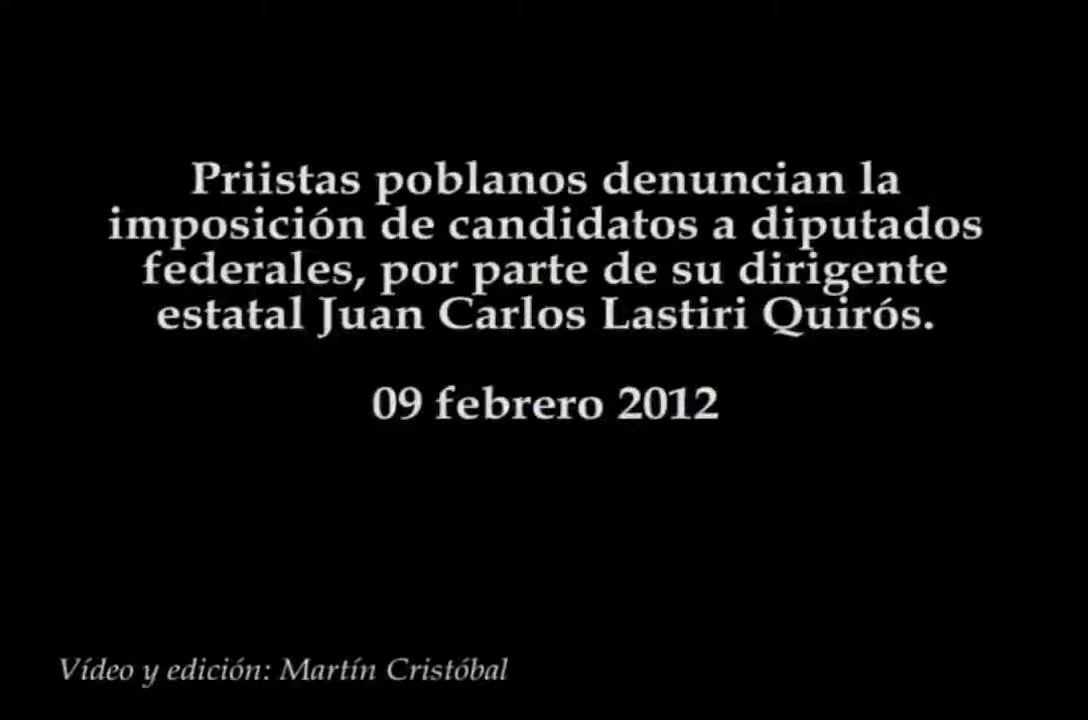 Priistas poblanos denuncian la
imposición de candidatos a diputados
federales, por parte de su dirigente
estatal Juan Carlos Lastiri Quirós.
09 febrero 2012
Vídeo y edición: Martín Cristóbal